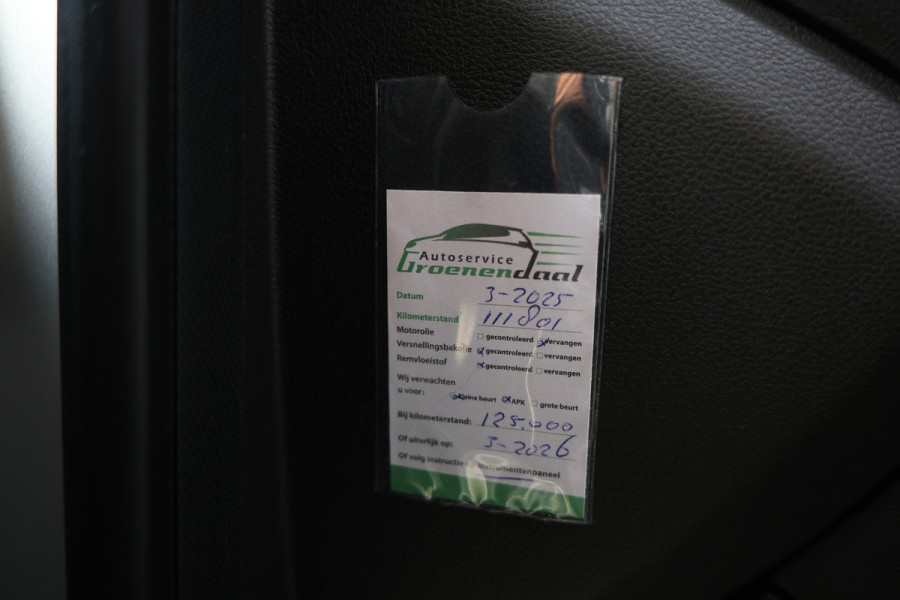 Autoservice
Groenendaal
Datum 3-2025
Kilometerstand 111801
Motorolie gecontroleerd vervangen
Versnellingsbakolie gecontroleerd vervangen
Remvloeistof gecontroleerd vervangen
Wij verwachten
u voor: kleine beurt APK grote beurt
Bij kilometerstand: 125.000
Of uiterlijk op: 3-2026
Of volg instructie instrumentenpaneel